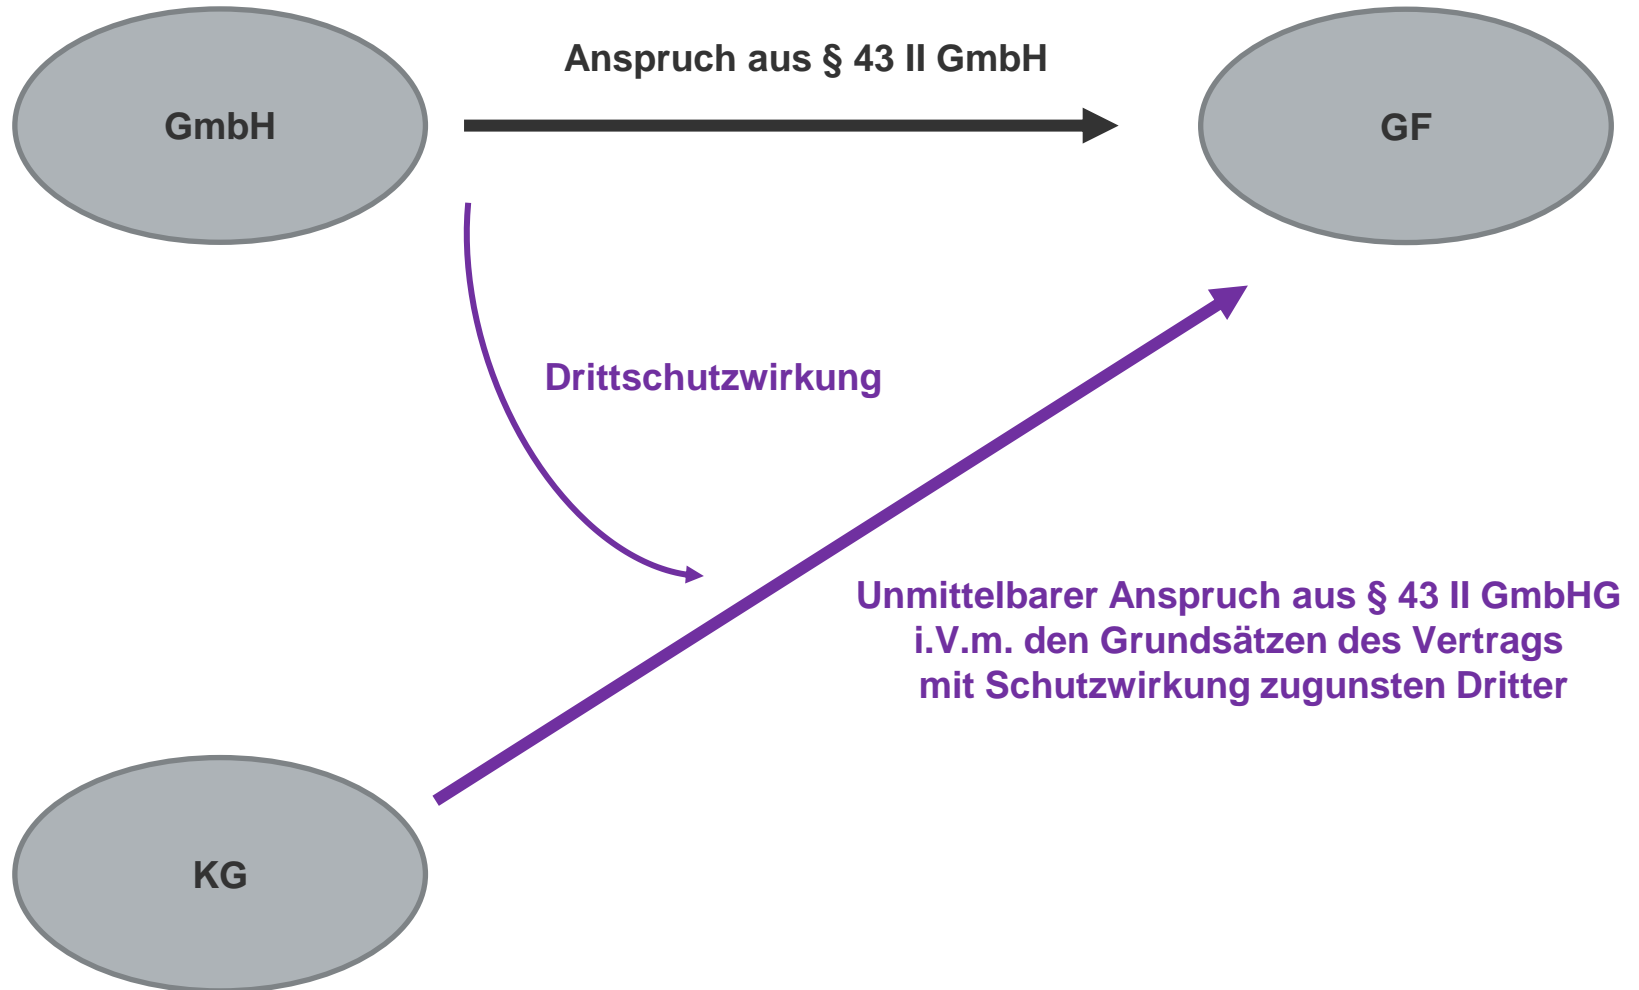 Anspruch aus § 43 II GmbH
GmbH
GF
Drittschutzwirkung
Unmittelbarer Anspruch aus § 43 II GmbHG
i.V.m. den Grundsätzen des Vertrags
mit Schutzwirkung zugunsten Dritter
KG